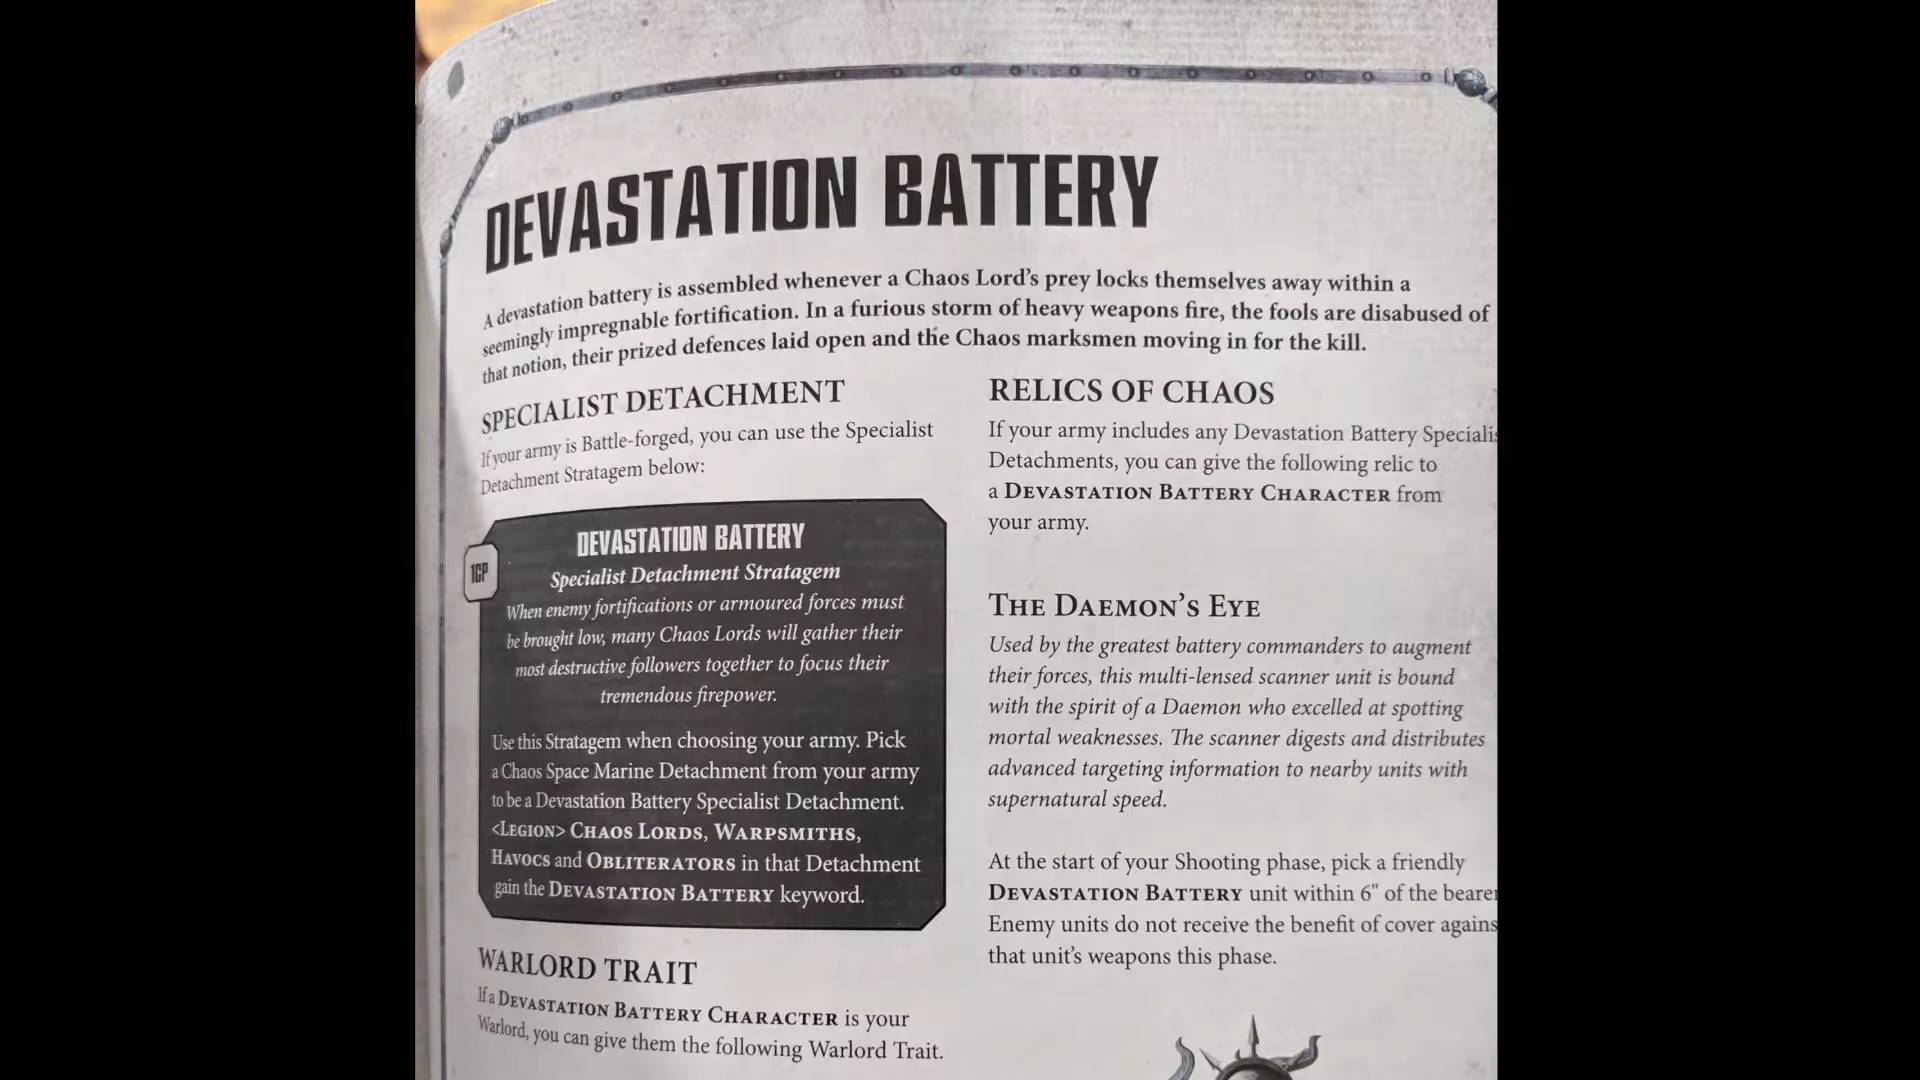 DEVASTATION BATTERY
A devastation battery is assembled whenever a Chaos Lord's prey locks themselves away within a
seemingly impregnable fortification. In a furious storm of heavy weapons fire, the fools are disabused of
that notion, their prized defences laid open and the Chaos marksmen moving in for the kill.
SPECIALIST DETACHMENT
If your army is Battle-forged, you can use the Specialist
Detachment Stratagem below:
1CP
DEVASTATION BATTERY
Specialist Detachment Stratagem
When enemy fortifications or armoured forces must
be brought low, many Chaos Lords will gather their
most destructive followers together to focus their
tremendous firepower.
Use this Stratagem when choosing your army. Pick
a Chaos Space Marine Detachment from your army
to be a Devastation Battery Specialist Detachment.
<LEGION> CHAOS LORDS, WARPSMITHS,
HAVOCS and OBLITERATORS in that Detachment
gain the DEVASTATION BATTERY keyword.
WARLORD TRAIT
If a DEVASTATION BATTERY CHARACTER is your
Warlord, you can give them the following Warlord Trait.
RELICS OF CHAOS
If your army includes any Devastation Battery Specialis
Detachments, you can give the following relic to
a DEVASTATION BATTERY CHARACTER from
your army.
THE DAEMON'S EYE
Used by the greatest battery commanders to augment
their forces, this multi-lensed scanner unit is bound
with the spirit of a Daemon who excelled at spotting
mortal weaknesses. The scanner digests and distributes
advanced targeting information to nearby units with
supernatural speed.
At the start of your Shooting phase, pick a friendly
DEVASTATION BATTERY unit within 6" of the bearer
Enemy units do not receive the benefit of cover agains
that unit's weapons this phase.